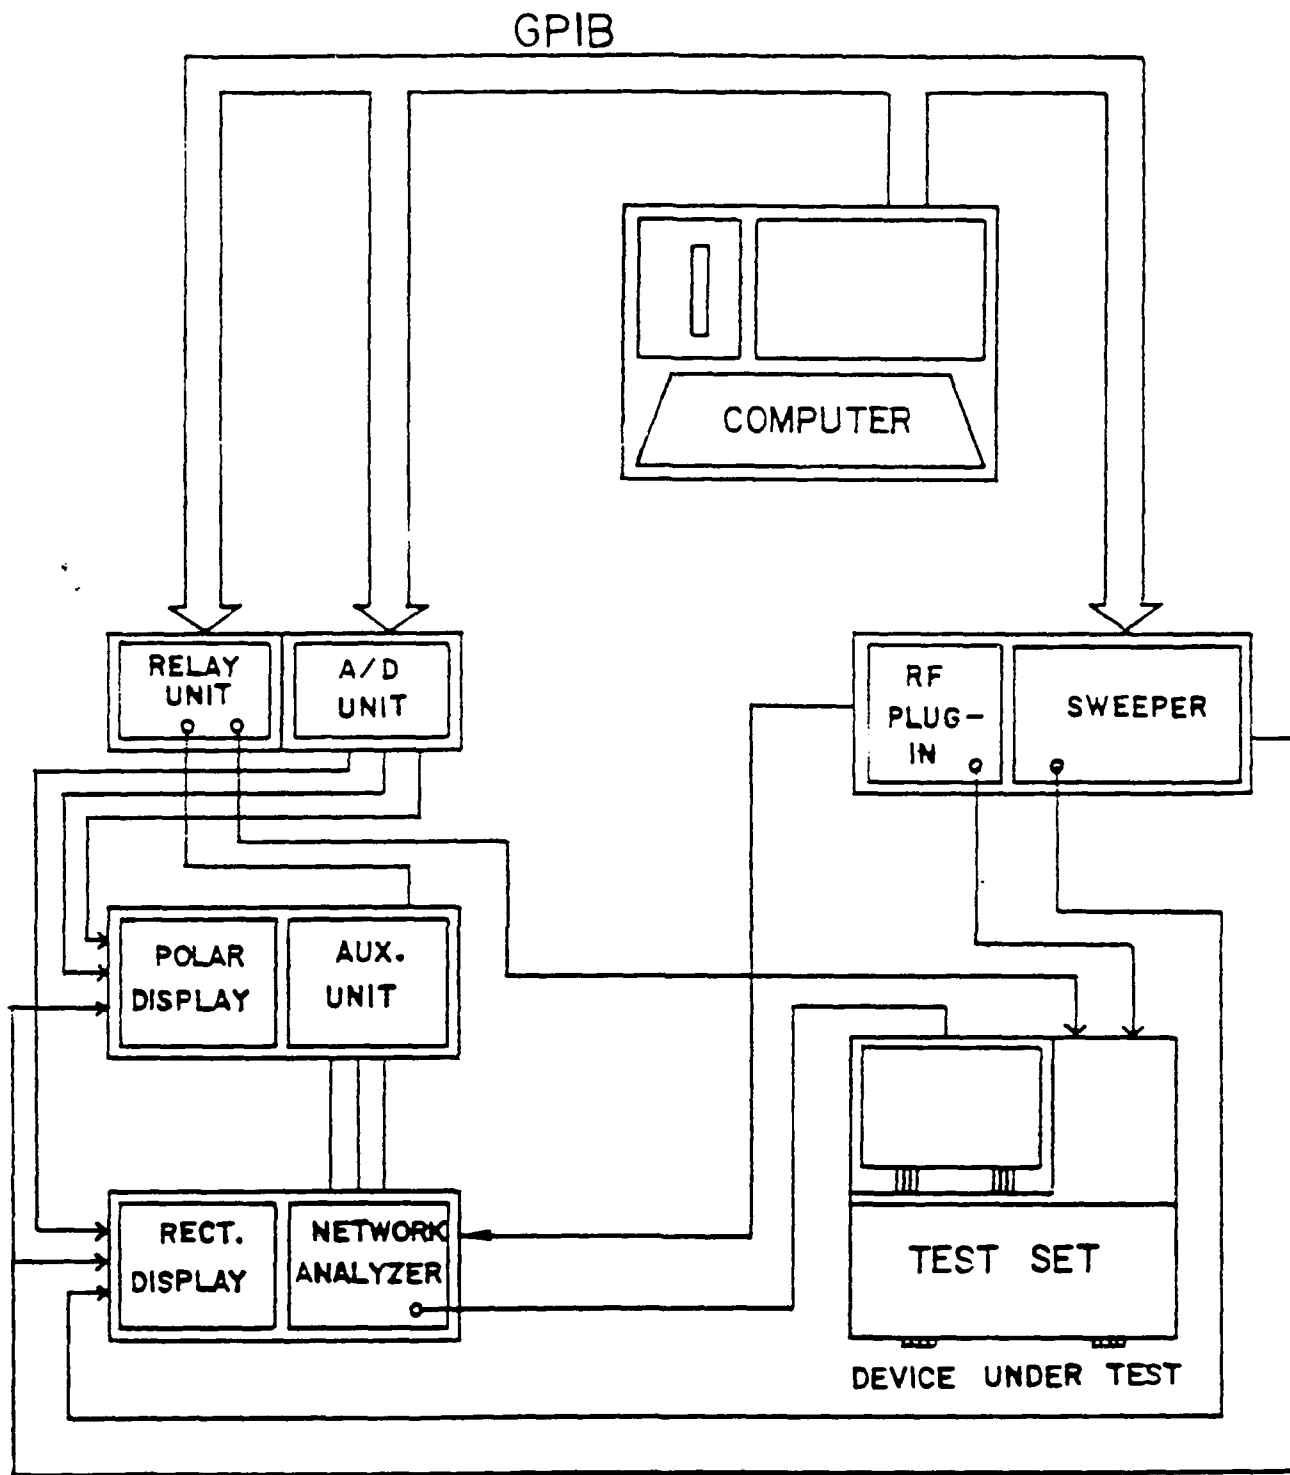 GPIB
COMPUTER
RELAY
UNIT
A/D
UNIT
RF
PLUG-
IN
SWEEPER
POLAR
DISPLAY
AUX.
UNIT
RECT.
DISPLAY
NETWORK
ANALYZER
TEST SET
DEVICE UNDER TEST